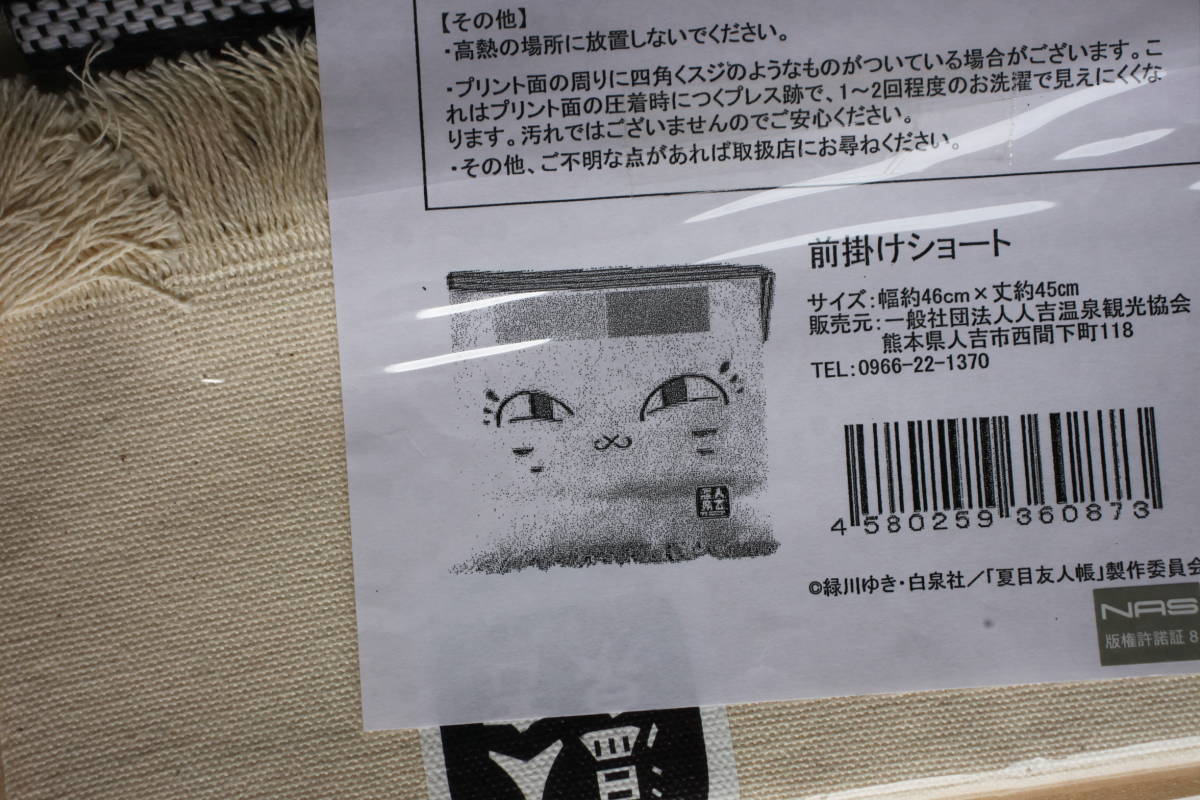 【その他】
・高熱の場所に放置しないでください。
・プリント面の周りに四角くスジのようなものがついている場合がございます。こ
れはプリント面の圧着時につくプレス跡で、1～2回程度のお洗濯で見えにくくな
ります。汚れではございませんのでご安心ください。
・その他、ご不明な点があれば取扱店にお尋ねください。
前掛けショート
サイズ：幅約46cm×丈約45cm
販売元：一般社団法人人吉温泉観光協会
熊本県人吉市西間下町118
TEL：0966-22-1370
4 580259 360873
©緑川ゆき・白泉社／「夏目友人帳」製作委員会
NAS
版権許諾証 8
人吉
温泉